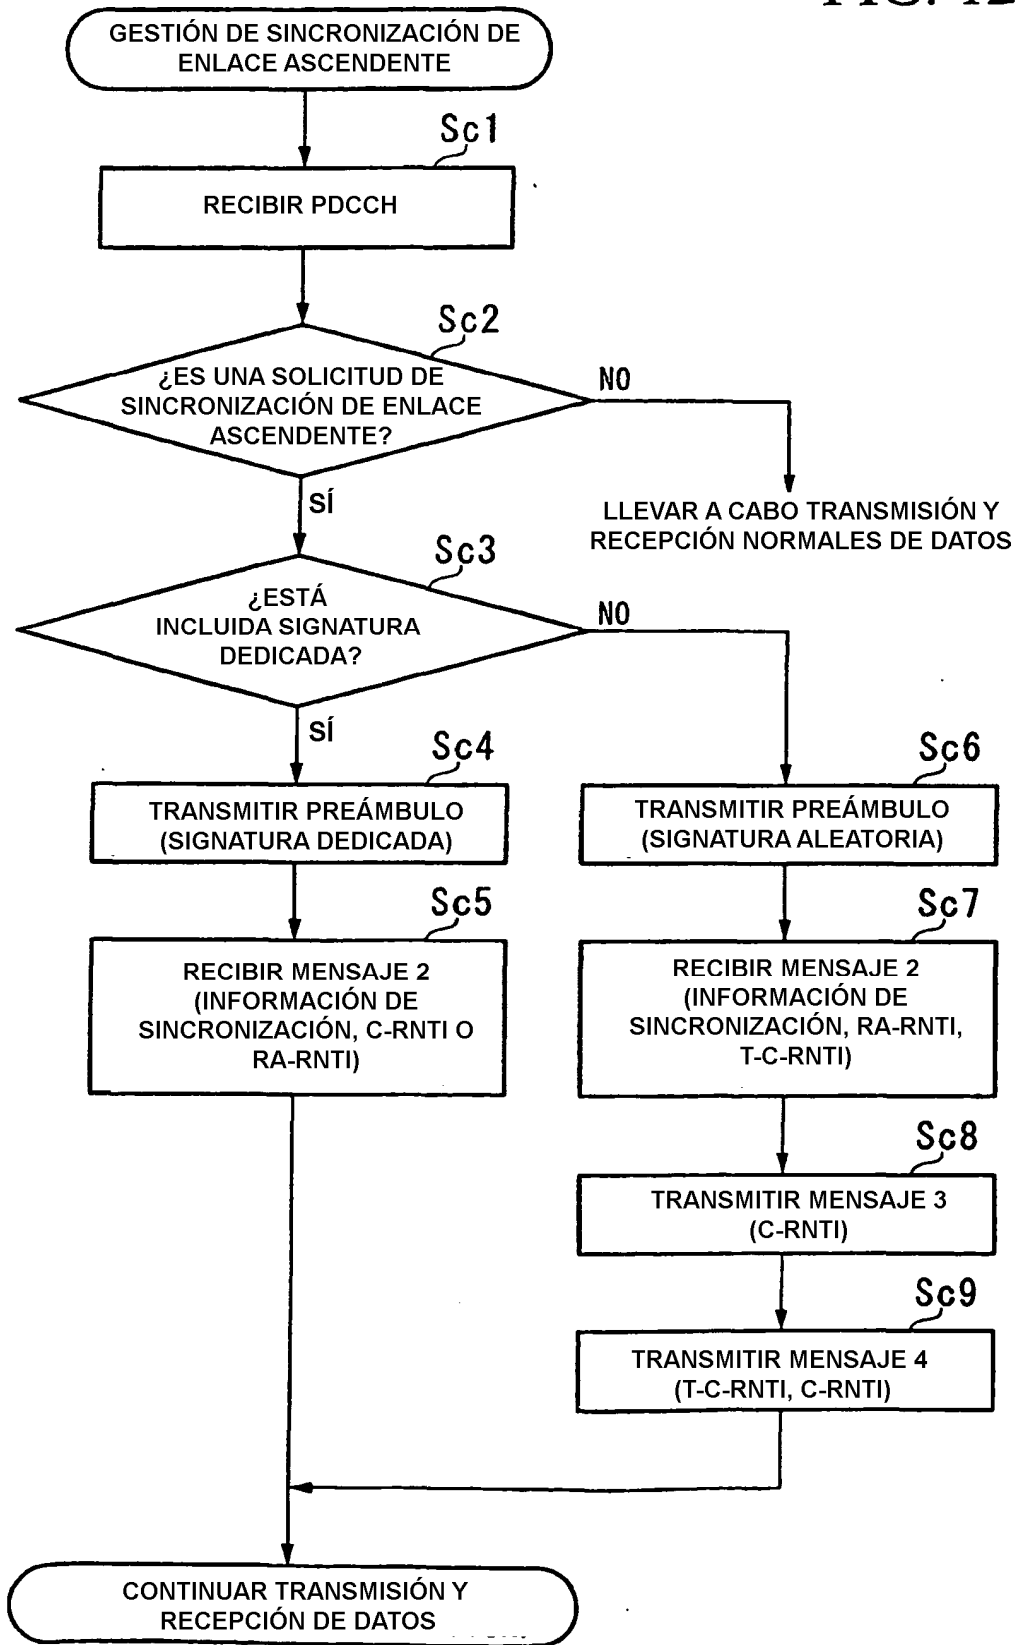 GESTIÓN DE SINCRONIZACIÓN DE
ENLACE ASCENDENTE
Sc1
RECIBIR PDCCH
Sc2
¿ES UNA SOLICITUD DE
SINCRONIZACIÓN DE ENLACE
ASCENDENTE?
NO
SÍ
LLEVAR A CABO TRANSMISIÓN Y
RECEPCIÓN NORMALES DE DATOS
Sc3
¿ESTÁ
INCLUIDA SIGNATURA
DEDICADA?
NO
SÍ
Sc4
TRANSMITIR PREÁMBULO
(SIGNATURA DEDICADA)
Sc6
TRANSMITIR PREÁMBULO
(SIGNATURA ALEATORIA)
Sc5
RECIBIR MENSAJE 2
(INFORMACIÓN DE
SINCRONIZACIÓN, C-RNTI O
RA-RNTI)
Sc7
RECIBIR MENSAJE 2
(INFORMACIÓN DE
SINCRONIZACIÓN, RA-RNTI,
T-C-RNTI)
Sc8
TRANSMITIR MENSAJE 3
(C-RNTI)
Sc9
TRANSMITIR MENSAJE 4
(T-C-RNTI, C-RNTI)
CONTINUAR TRANSMISIÓN Y
RECEPCIÓN DE DATOS